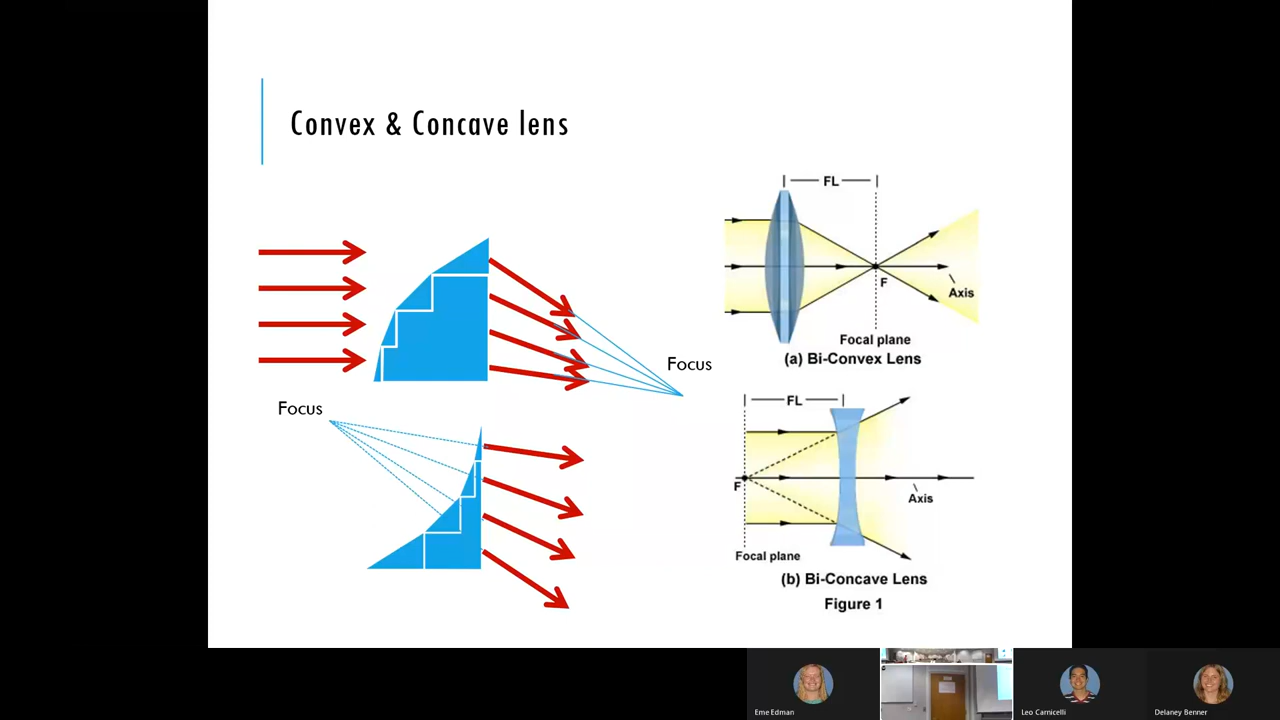 Convex & Concave lens
Focus
Focus
FL
F
Axis
Focal plane
(a) Bi-Convex Lens
FL
F
Axis
Focal plane
(b) Bi-Concave Lens
Figure 1
Eme Edman
Leo Carnicelli
Delaney Benner